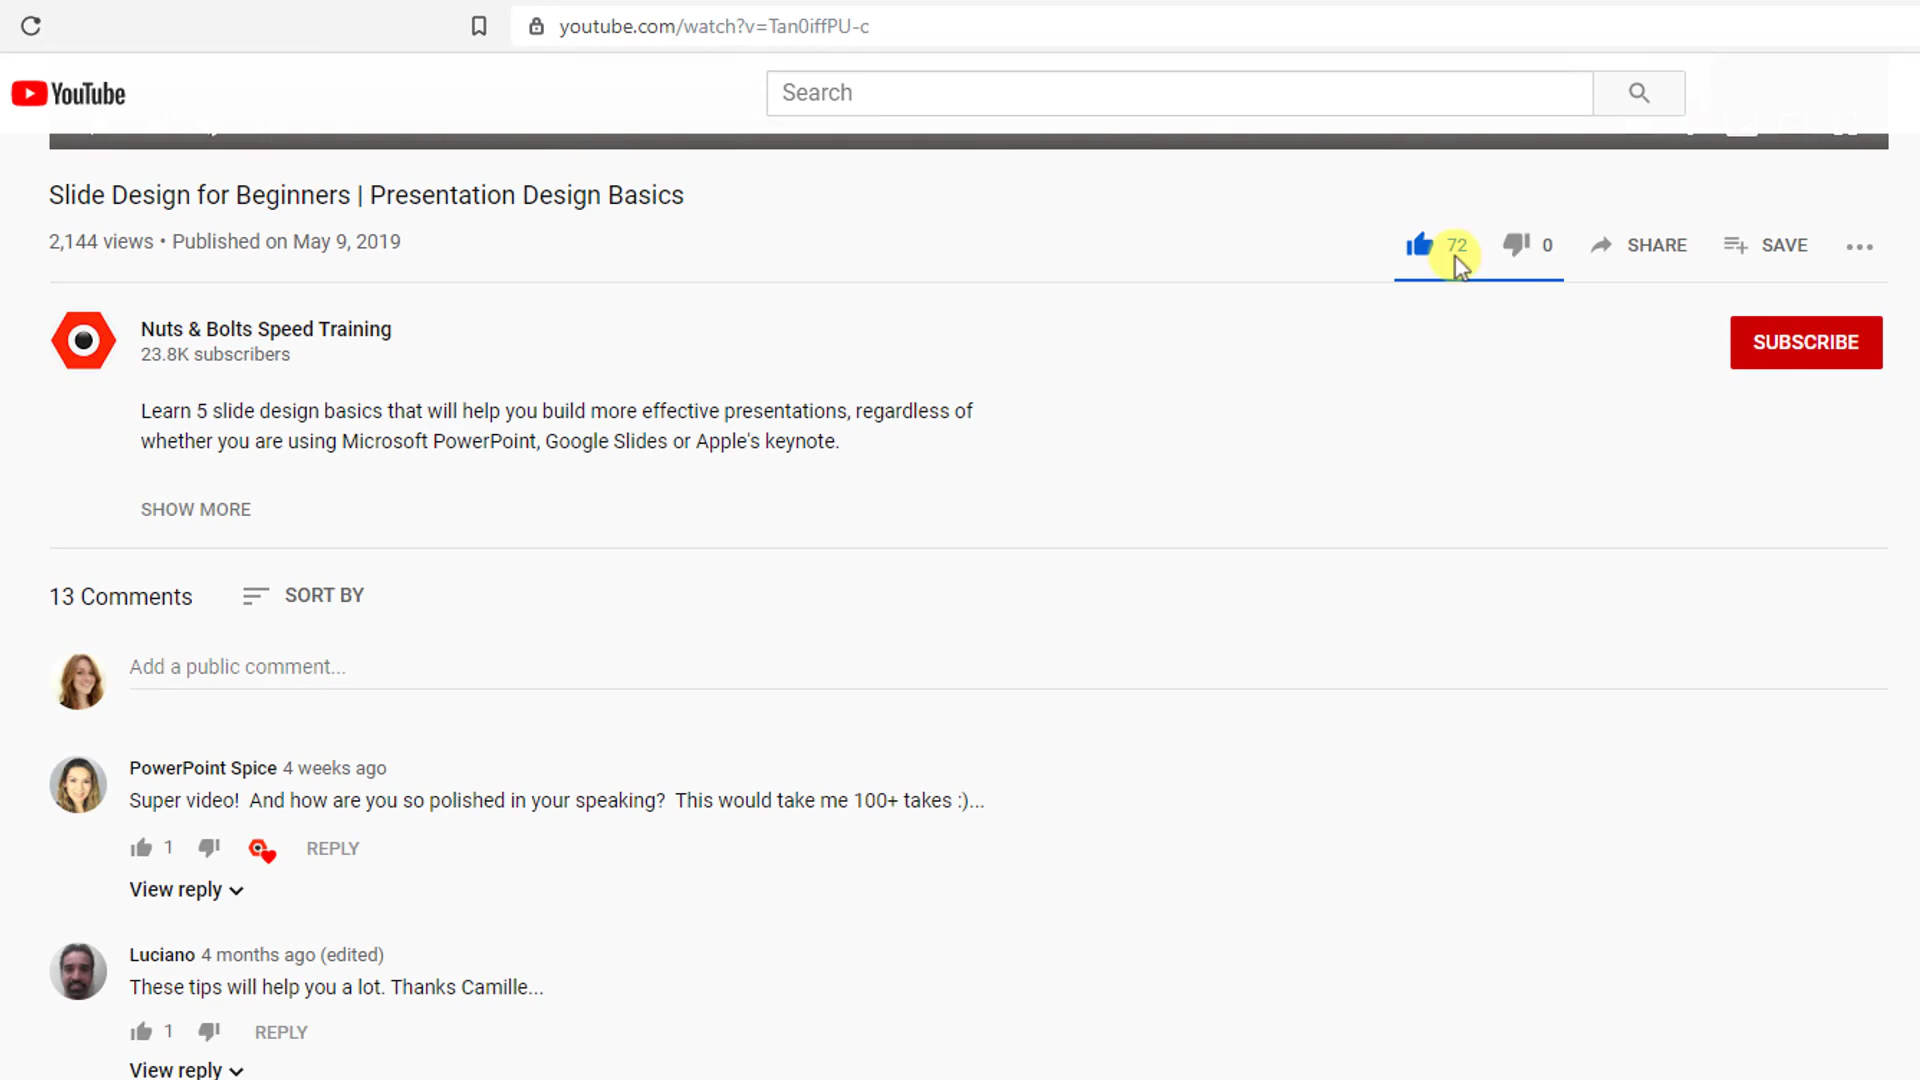 youtube.com/watch?v=Tan0iffPU-c
YouTube
Search
Slide Design for Beginners | Presentation Design Basics
2,144 views • Published on May 9, 2019
72
0
SHARE
SAVE
Nuts & Bolts Speed Training
23.8K subscribers
SUBSCRIBE
Learn 5 slide design basics that will help you build more effective presentations, regardless of
whether you are using Microsoft PowerPoint, Google Slides or Apple's keynote.
SHOW MORE
13 Comments
SORT BY
Add a public comment...
PowerPoint Spice 4 weeks ago
Super video! And how are you so polished in your speaking? This would take me 100+ takes :)...
1
REPLY
View reply
Luciano 4 months ago (edited)
These tips will help you a lot. Thanks Camille...
1
REPLY
View reply